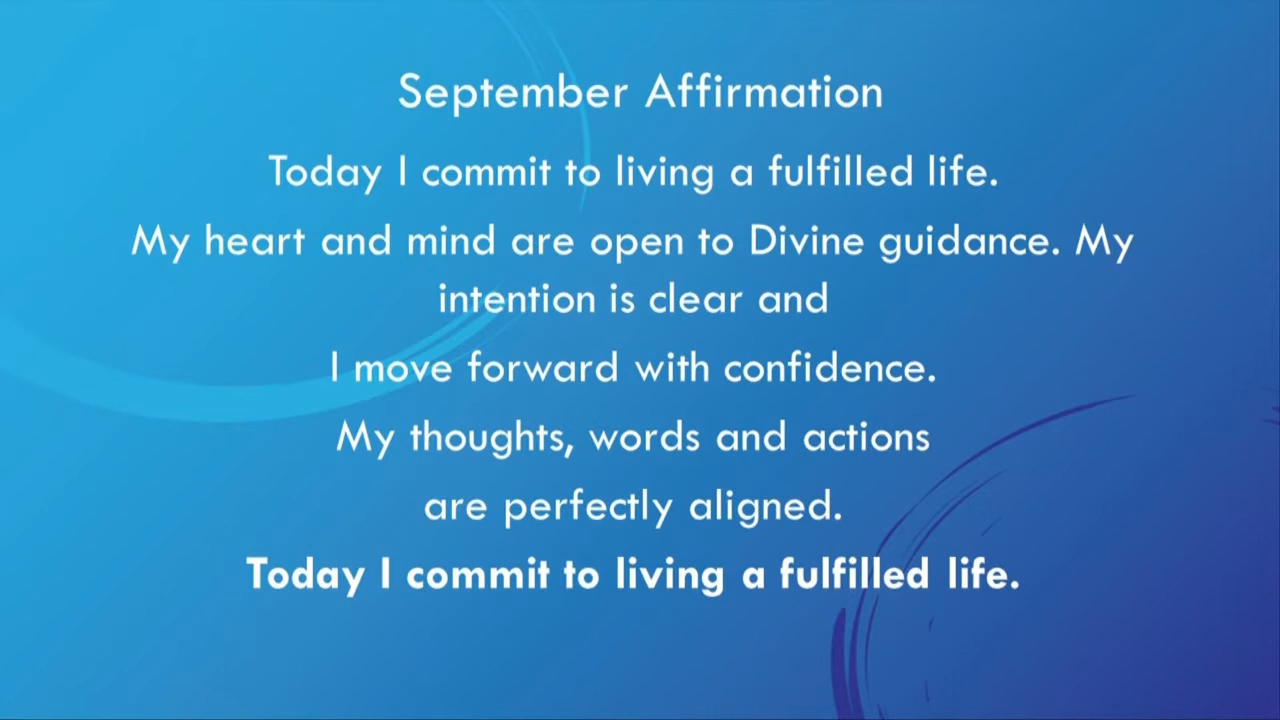 September Affirmation
Today I commit to living a fulfilled life.
My heart and mind are open to Divine guidance. My
intention is clear and
I move forward with confidence.
My thoughts, words and actions
are perfectly aligned.
Today I commit to living a fulfilled life.